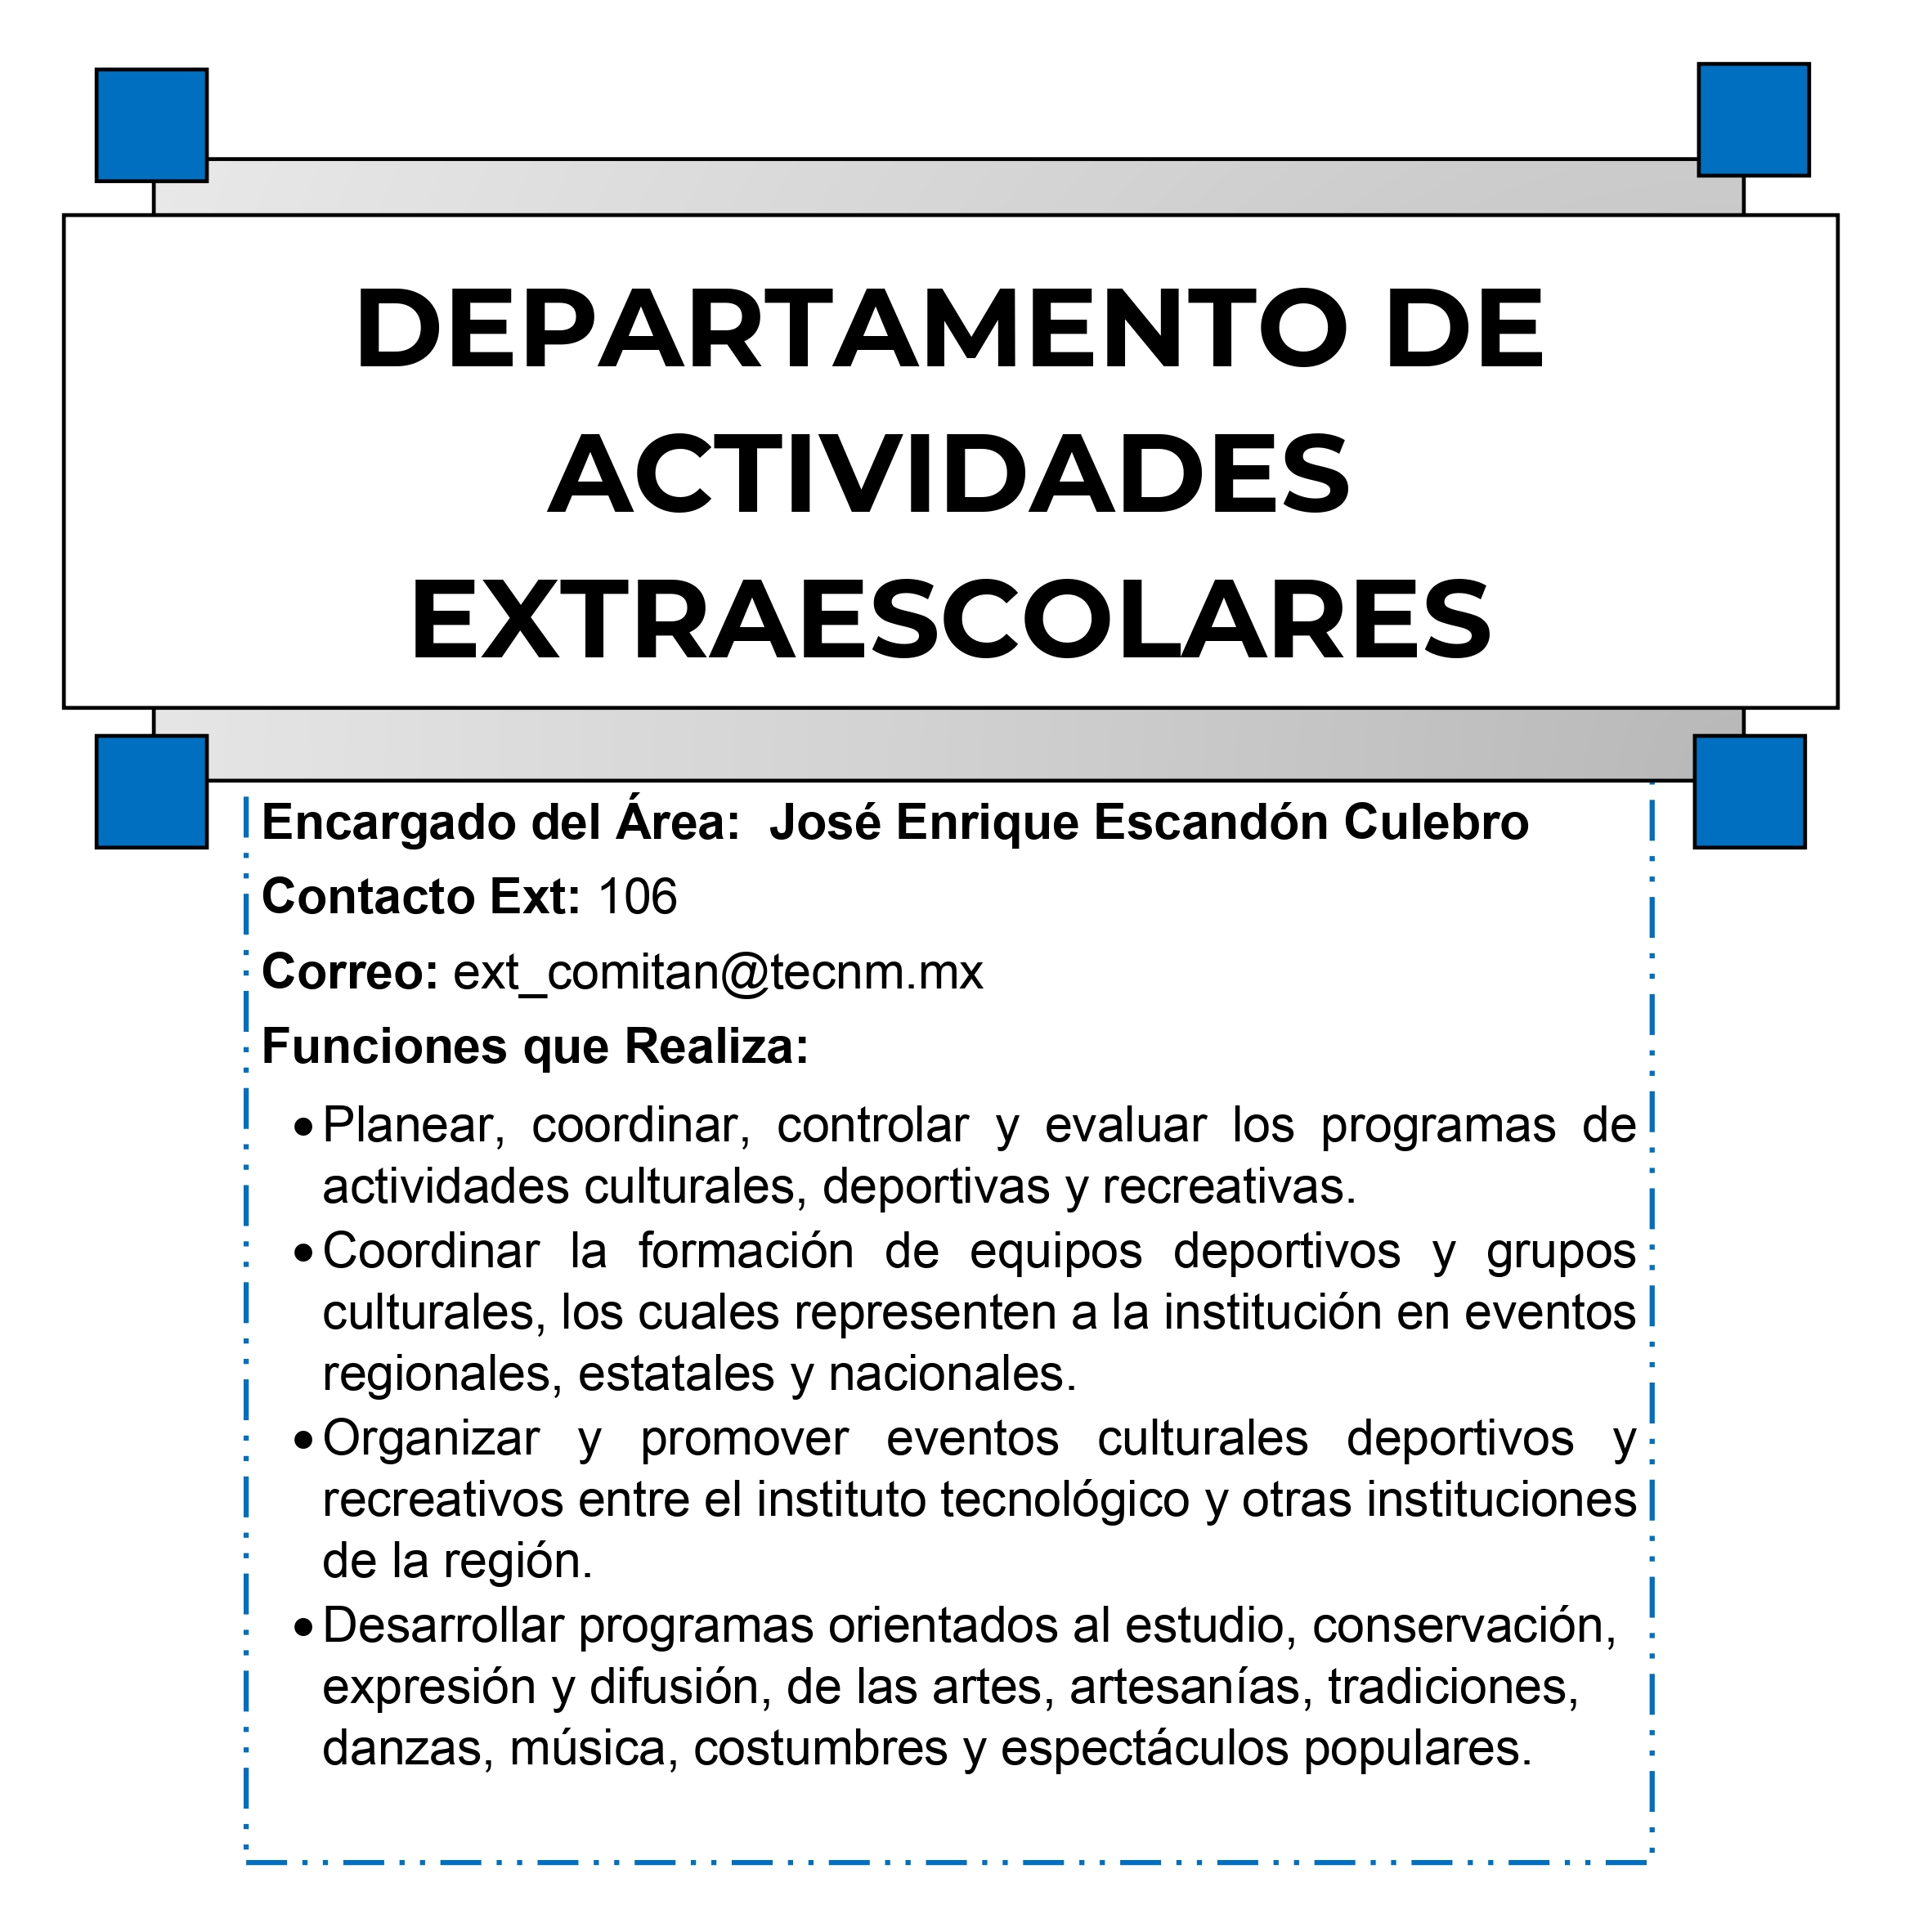 DEPARTAMENTO DE
ACTIVIDADES
EXTRAESCOLARES
Encargado del Área:  José Enrique Escandón Culebro
Contacto Ext: 106
Correo: ext_comitan@tecnm.mx
Funciones que Realiza:
• Planear, coordinar, controlar y evaluar los programas de
actividades culturales, deportivas y recreativas.
• Coordinar la formación de equipos deportivos y grupos
culturales, los cuales representen a la institución en eventos
regionales, estatales y nacionales.
• Organizar y promover eventos culturales deportivos y
recreativos entre el instituto tecnológico y otras instituciones
de la región.
• Desarrollar programas orientados al estudio, conservación,
expresión y difusión, de las artes, artesanías, tradiciones,
danzas, música, costumbres y espectáculos populares.